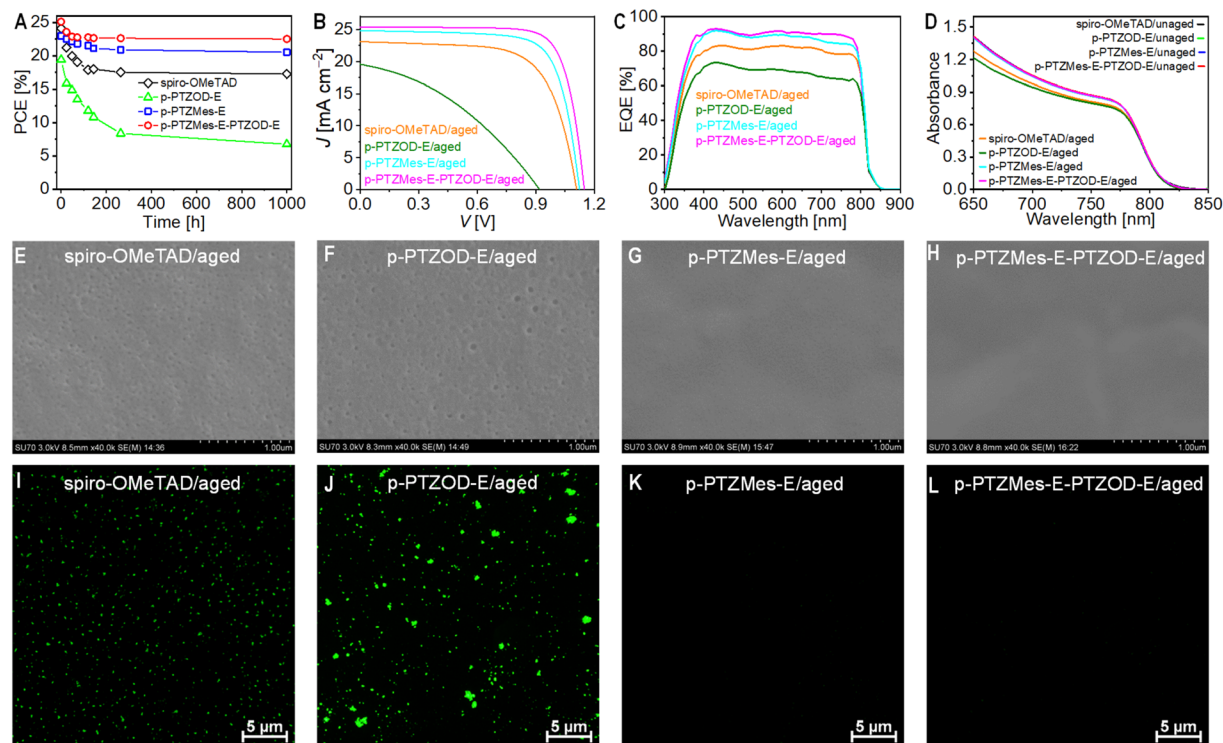 A
PCE [%]
25
20
15
10
5
0
0 200 400 600 800 1000
Time [h]
spiro-OMeTAD
p-PTZOD-E
p-PTZMes-E
p-PTZMes-E-PTZOD-E
B
J [mA cm−2]
25.0
22.5
20.0
17.5
15.0
12.5
0.0 0.3 0.6 0.9 1.2
V [V]
spiro-OMeTAD/aged
p-PTZOD-E/aged
p-PTZMes-E/aged
p-PTZMes-E-PTZOD-E/aged
C
EQE [%]
100
80
60
40
20
0
300 400 500 600 700 800 900
Wavelength [nm]
spiro-OMeTAD/aged
p-PTZOD-E/aged
p-PTZMes-E/aged
p-PTZMes-E-PTZOD-E/aged
D
Absorbance
1.5
1.2
0.9
0.6
0.3
0.0
650 700 750 800 850
Wavelength [nm]
spiro-OMeTAD/unaged
p-PTZOD-E/unaged
p-PTZMes-E/unaged
p-PTZMes-E-PTZOD-E/unaged
spiro-OMeTAD/aged
p-PTZOD-E/aged
p-PTZMes-E/aged
p-PTZMes-E-PTZOD-E/aged
E spiro-OMeTAD/aged
SU70 3.0kV 8.5mm x40.0k SE(M) 14:36 1.00um
F p-PTZOD-E/aged
SU70 3.0kV 8.3mm x40.0k SE(M) 14:49 1.00um
G p-PTZMes-E/aged
SU70 3.0kV 8.9mm x40.0k SE(M) 15:47 1.00um
H p-PTZMes-E-PTZOD-E/aged
SU70 3.0kV 8.8mm x40.0k SE(M) 16:22 1.00um
I spiro-OMeTAD/aged
5 µm
J p-PTZOD-E/aged
5 µm
K p-PTZMes-E/aged
5 µm
L p-PTZMes-E-PTZOD-E/aged
5 µm